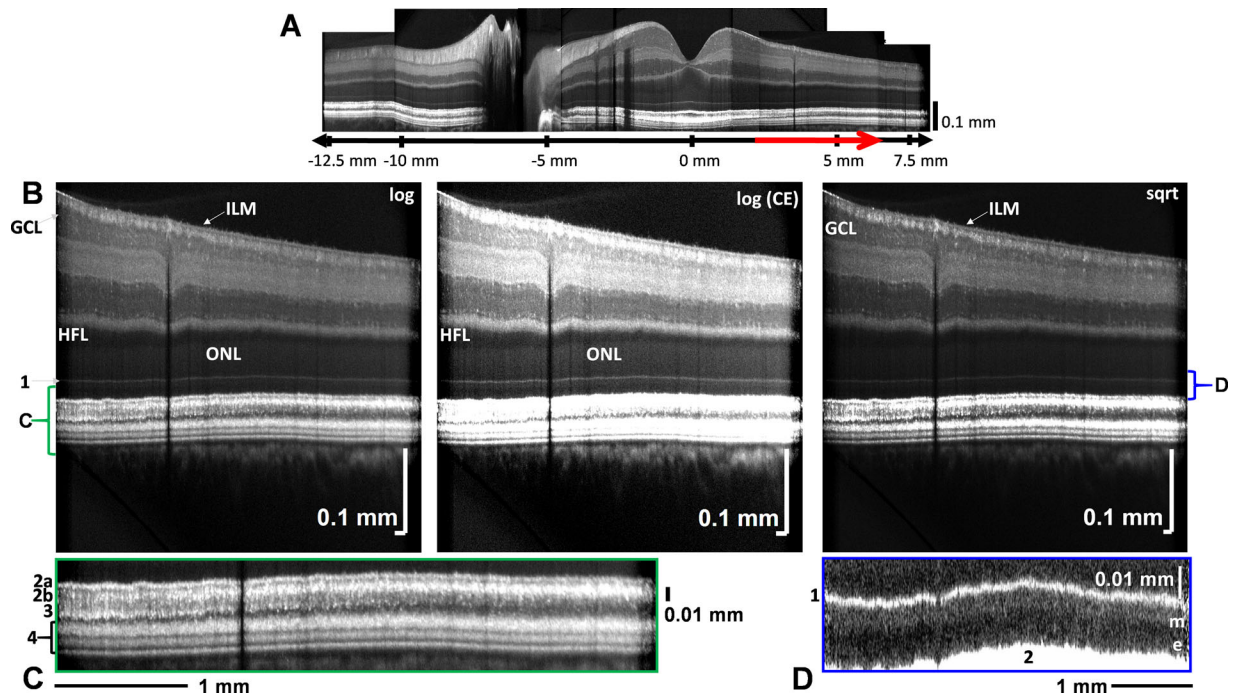 A
0.1 mm
-12.5 mm -10 mm -5 mm 0 mm 5 mm 7.5 mm
B
log
log (CE)
sqrt
GCL
ILM
GCL
ILM
HFL
ONL
HFL
ONL
1
C
D
0.1 mm
0.1 mm
0.1 mm
2a
2b
3
4
0.01 mm
1
0.01 mm
m
e
2
C
1 mm
D
1 mm